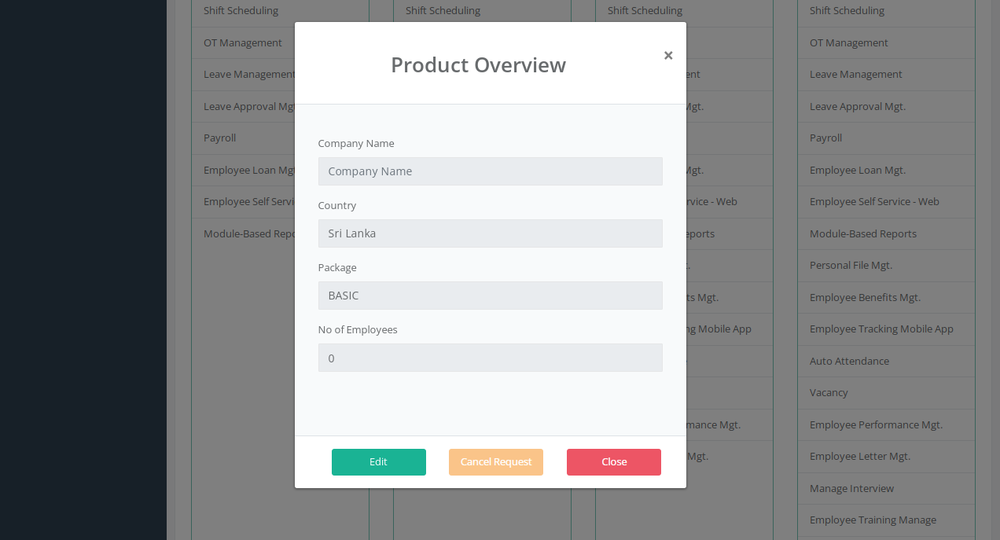 Shift Scheduling
OT Management
Leave Management
Leave Approval Mgt
Payroll
Employee Loan Mgt
Employee Self Servi
Module-Based Repo
Shift Scheduling
Shift Scheduling
ent
Mgt.
Mgt.
rvice - Web
eports
ts Mgt.
ng Mobile App
mance Mgt.
Mgt.
Shift Scheduling
OT Management
Leave Management
Leave Approval Mgt.
Payroll
Employee Loan Mgt.
Employee Self Service - Web
Module-Based Reports
Personal File Mgt.
Employee Benefits Mgt.
Employee Tracking Mobile App
Auto Attendance
Vacancy
Employee Performance Mgt.
Employee Letter Mgt.
Manage Interview
Employee Training Manage
Product Overview
×
Company Name
Company Name
Country
Sri Lanka
Package
BASIC
No of Employees
0
Edit
Cancel Request
Close